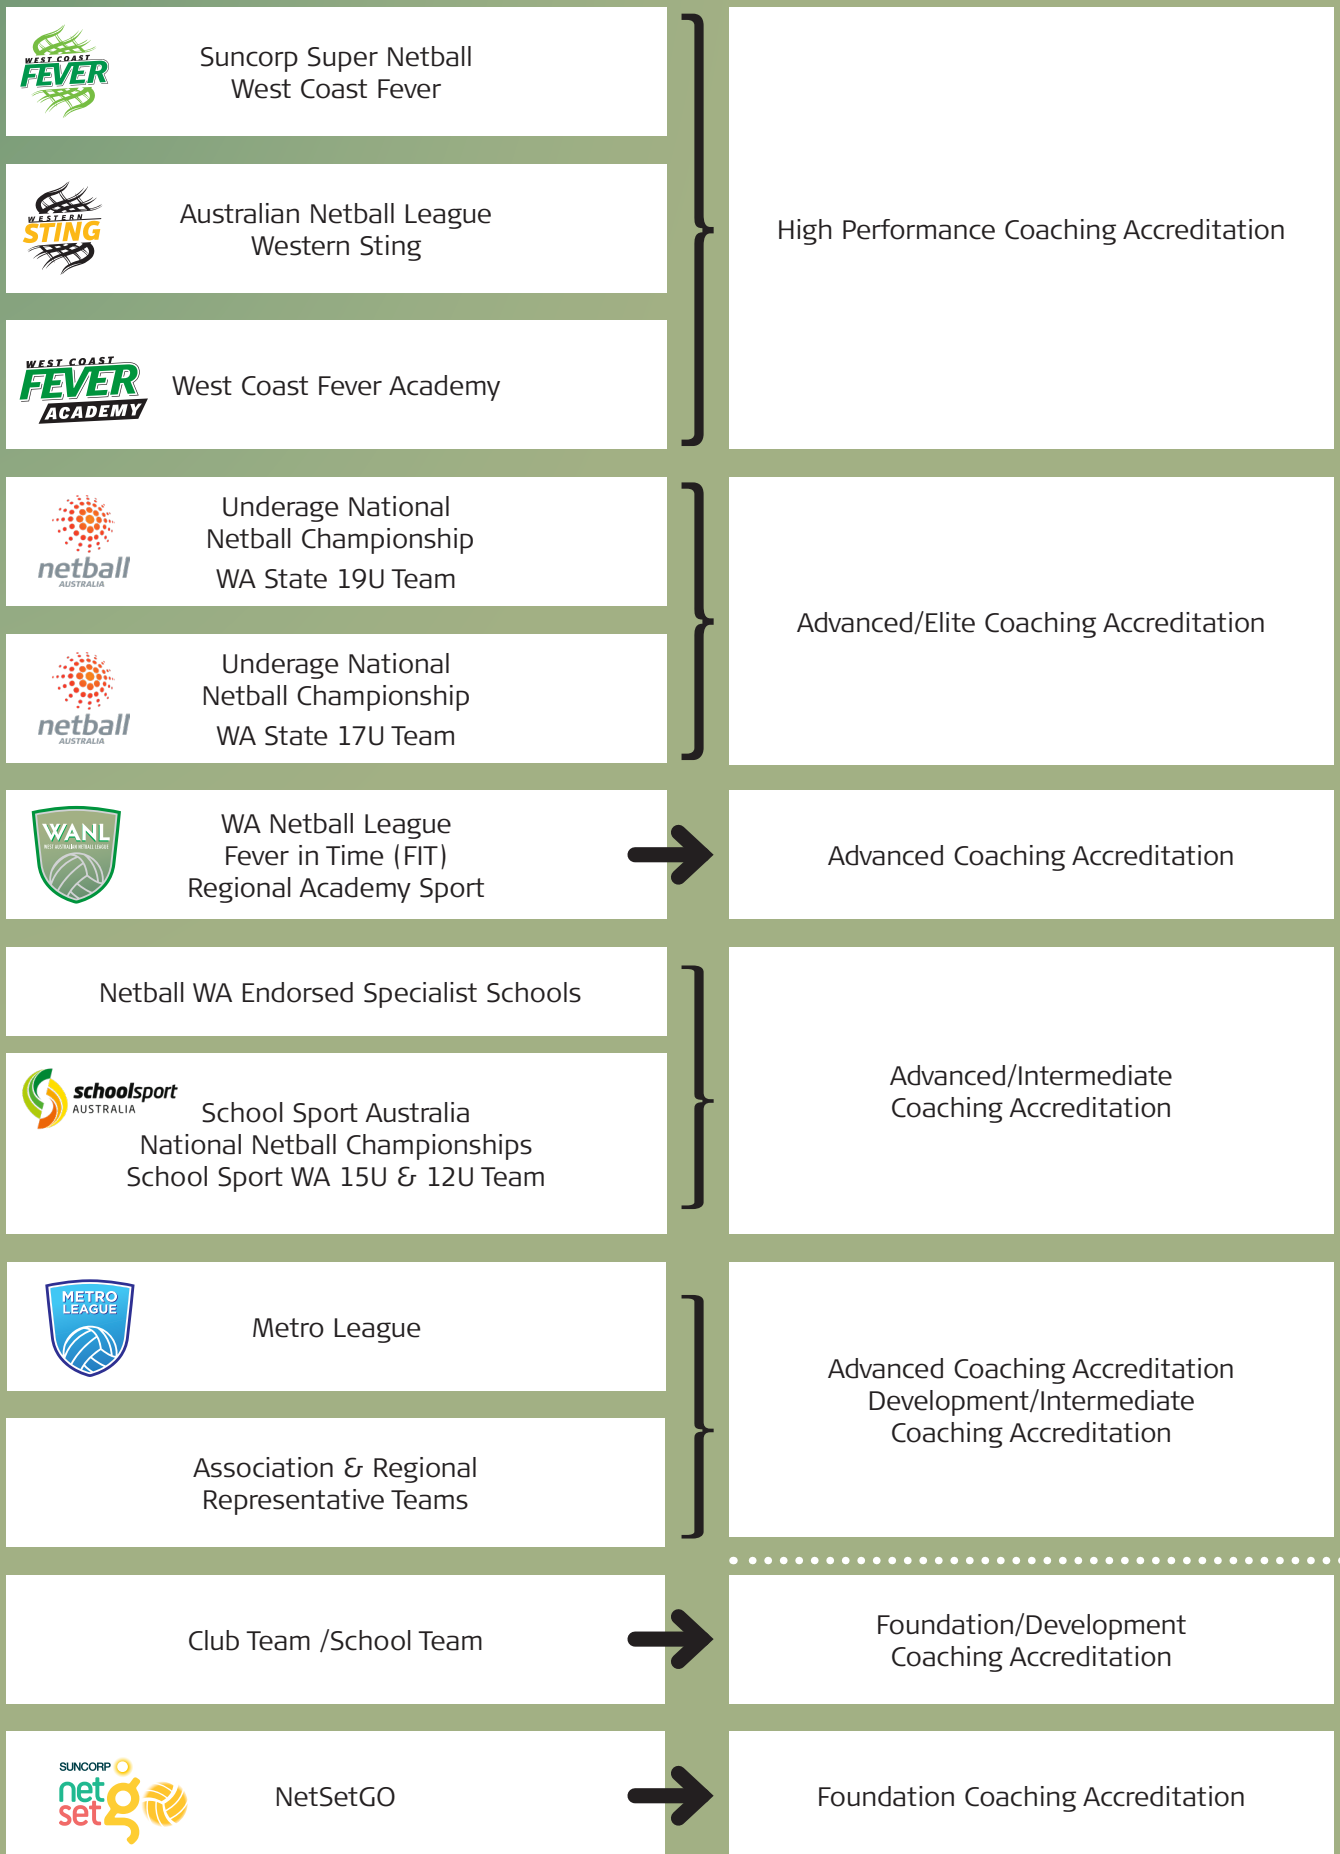 WEST COAST
FEVER
Suncorp Super Netball
West Coast Fever
WESTERN
STING
Australian Netball League
Western Sting
High Performance Coaching Accreditation
WEST COAST
FEVER
ACADEMY
West Coast Fever Academy
netball
AUSTRALIA
Underage National
Netball Championship
WA State 19U Team
Advanced/Elite Coaching Accreditation
netball
AUSTRALIA
Underage National
Netball Championship
WA State 17U Team
WANL
WEST AUSTRALIAN NETBALL LEAGUE
WA Netball League
Fever in Time (FIT)
Regional Academy Sport
Advanced Coaching Accreditation
Netball WA Endorsed Specialist Schools
schoolsport
AUSTRALIA
School Sport Australia
National Netball Championships
School Sport WA 15U & 12U Team
Advanced/Intermediate
Coaching Accreditation
METRO
LEAGUE
Metro League
Association & Regional
Representative Teams
Advanced Coaching Accreditation
Development/Intermediate
Coaching Accreditation
Club Team /School Team
Foundation/Development
Coaching Accreditation
SUNCORP
net
set
go
NetSetGO
Foundation Coaching Accreditation